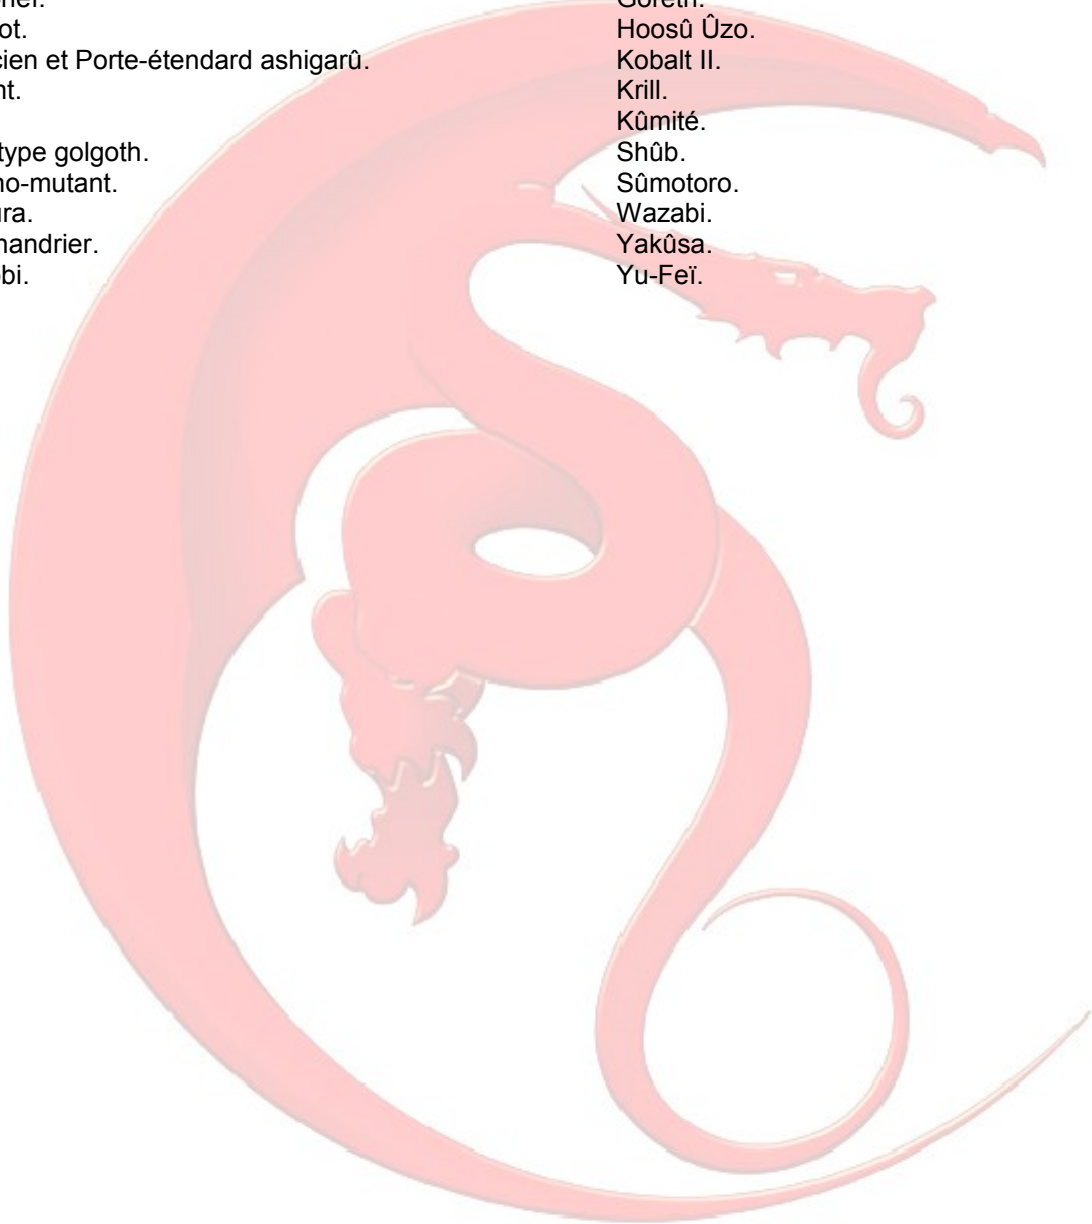 ot.
cien et Porte-étendard ashigarû.
nt.
type golgoth.
no-mutant.
ura.
nandrier.
bi.
Goreth.
Hoosû Ûzo.
Kobalt II.
Krill.
Kûmité.
Shûb.
Sûmotoro.
Wazabi.
Yakûsa.
Yu-Feï.